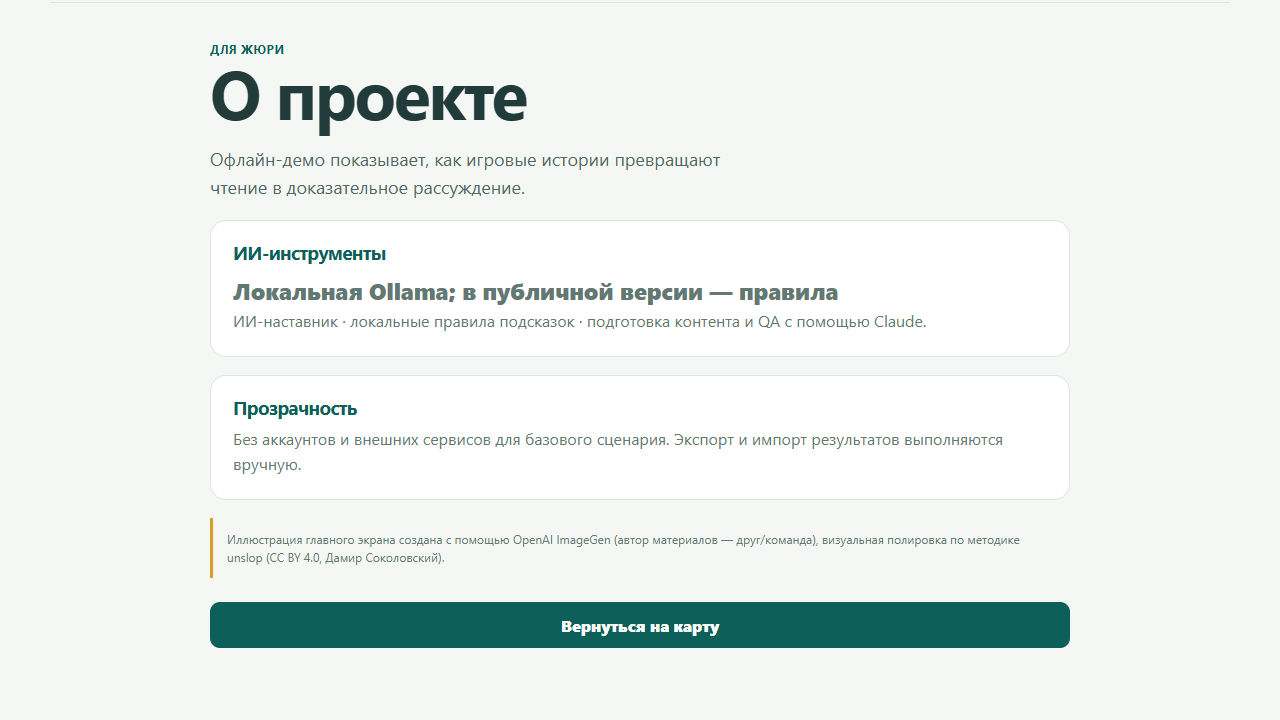 ДЛЯ ЖЮРИ
О проекте
Офлайн-демо показывает, как игровые истории превращают
чтение в доказательное рассуждение.
ИИ-инструменты
Локальная Ollama; в публичной версии — правила
ИИ-наставник · локальные правила подсказок · подготовка контента и QA с помощью Claude.
Прозрачность
Без аккаунтов и внешних сервисов для базового сценария. Экспорт и импорт результатов выполняются
вручную.
Иллюстрация главного экрана создана с помощью OpenAI ImageGen (автор материалов — друг/команда), визуальная полировка по методике
unslop (CC BY 4.0, Дамир Соколовский).
Вернуться на карту